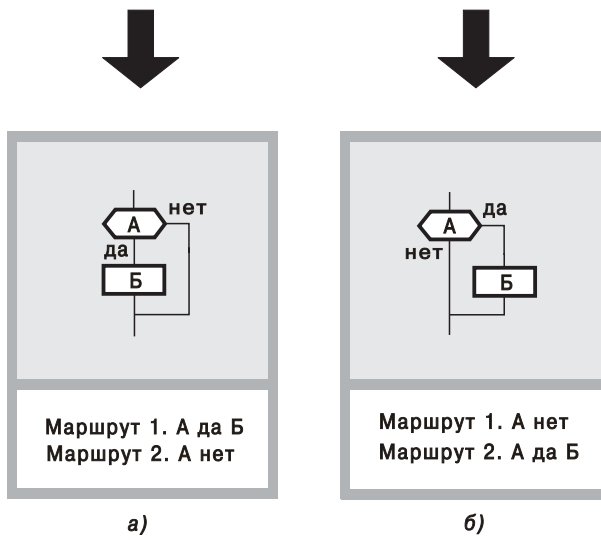 А
нет
да
Б
Маршрут 1. А да Б
Маршрут 2. А нет
а)
А
да
нет
Б
Маршрут 1. А нет
Маршрут 2. А да Б
б)